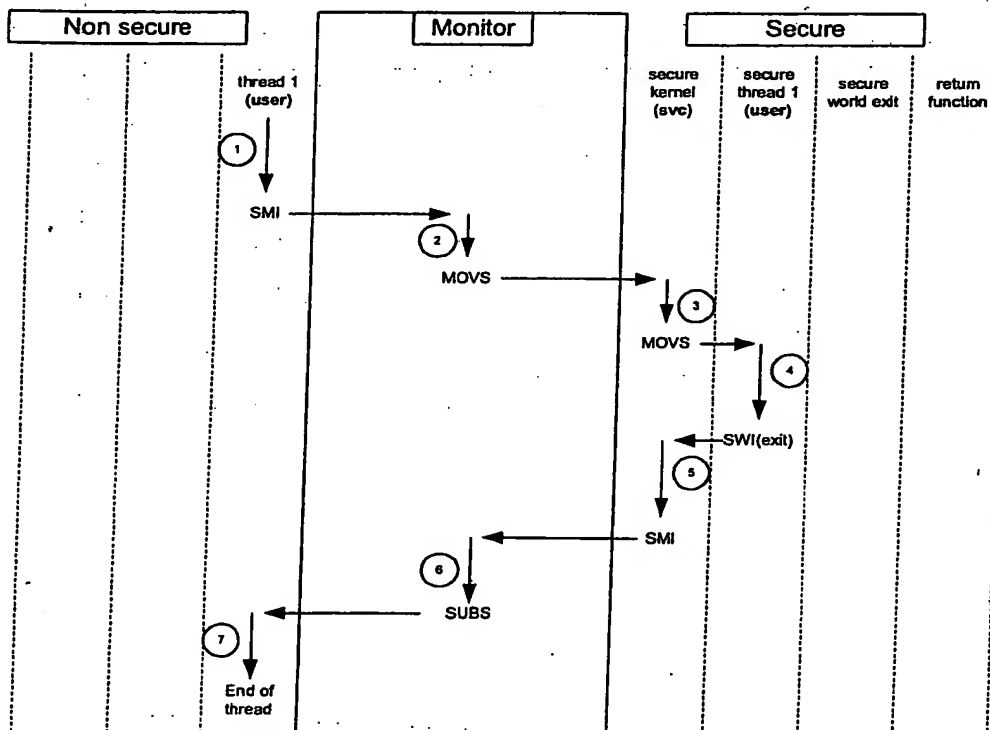 Non secure
Monitor
Secure
thread 1
(user)
secure
kernel
(svc)
secure
thread 1
(user)
secure
world exit
return
function
1
SMI
2
MOVS
3
MOVS
4
SWI(exit)
5
SMI
6
SUBS
7
End of
thread